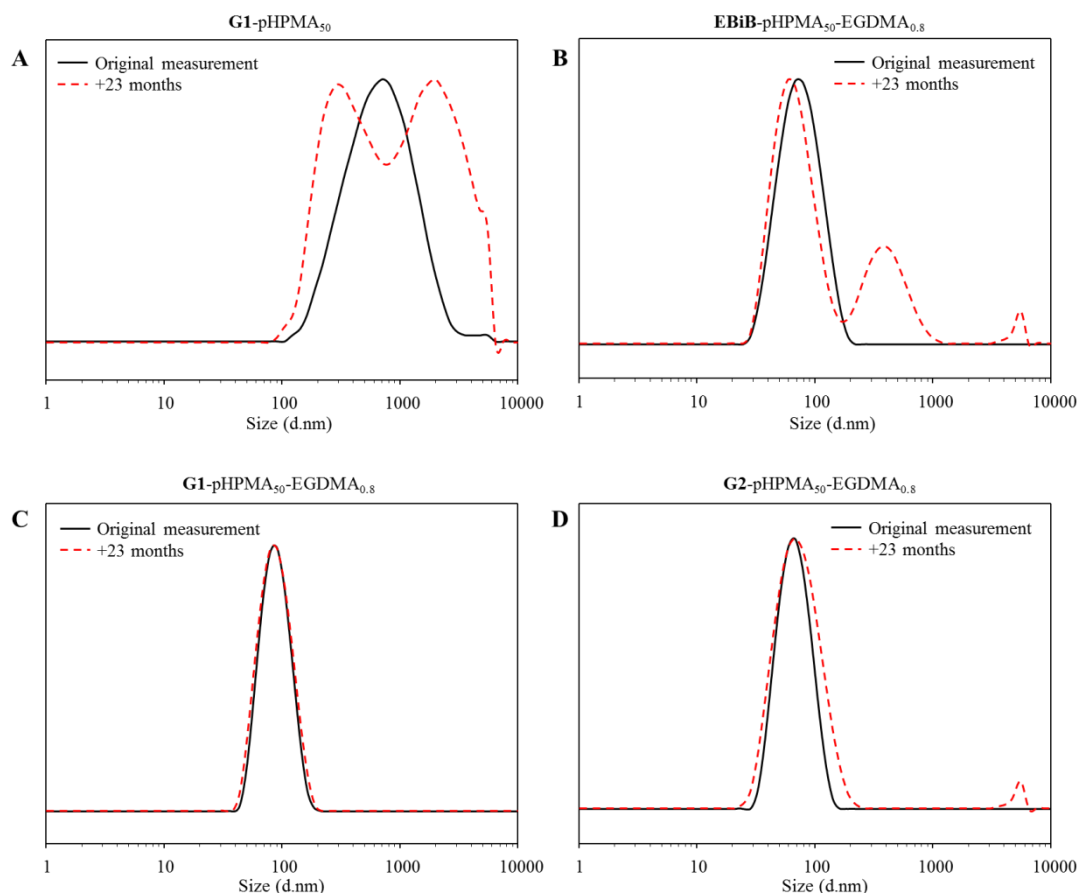 G1-pHPMA₅₀
A
Original measurement
+23 months
1 10 100 1000 10000
Size (d.nm)
EBiB-pHPMA₅₀-EGDMA₀.₈
B
Original measurement
+23 months
1 10 100 1000 10000
Size (d.nm)
G1-pHPMA₅₀-EGDMA₀.₈
C
Original measurement
+23 months
1 10 100 1000 10000
Size (d.nm)
G2-pHPMA₅₀-EGDMA₀.₈
D
Original measurement
+23 months
1 10 100 1000 10000
Size (d.nm)